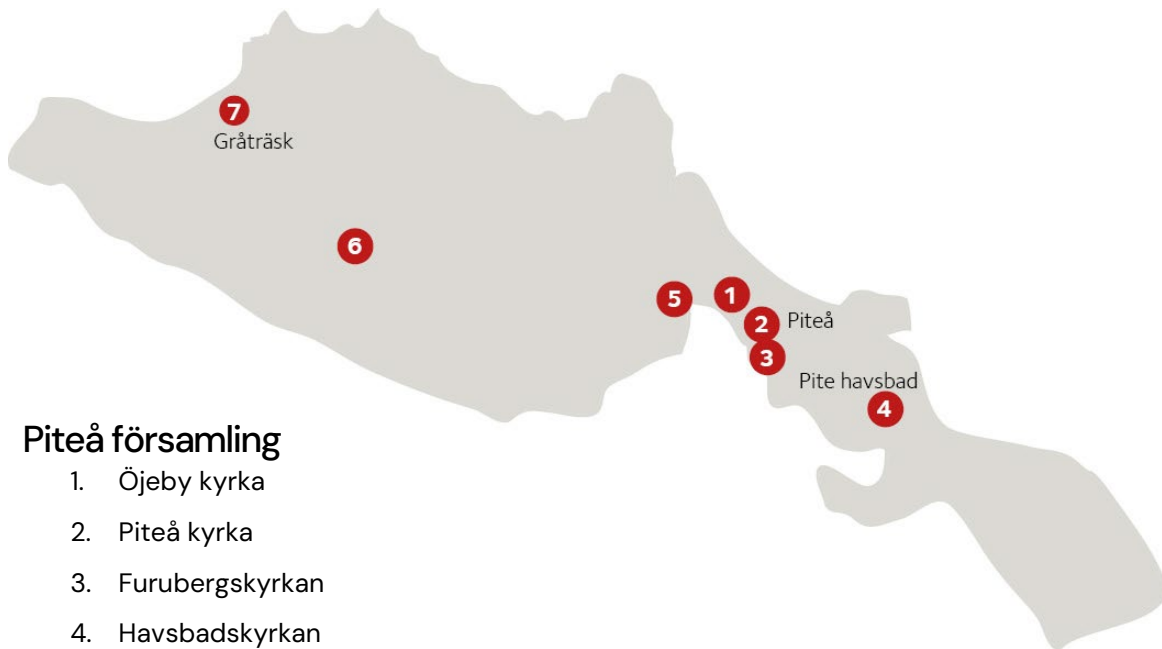 7
Gråträsk
6
5
1
2 Piteå
3
Pite havsbad
4
Piteå församling
1. Öjeby kyrka
2. Piteå kyrka
3. Furubergskyrkan
4. Havsbadskyrkan